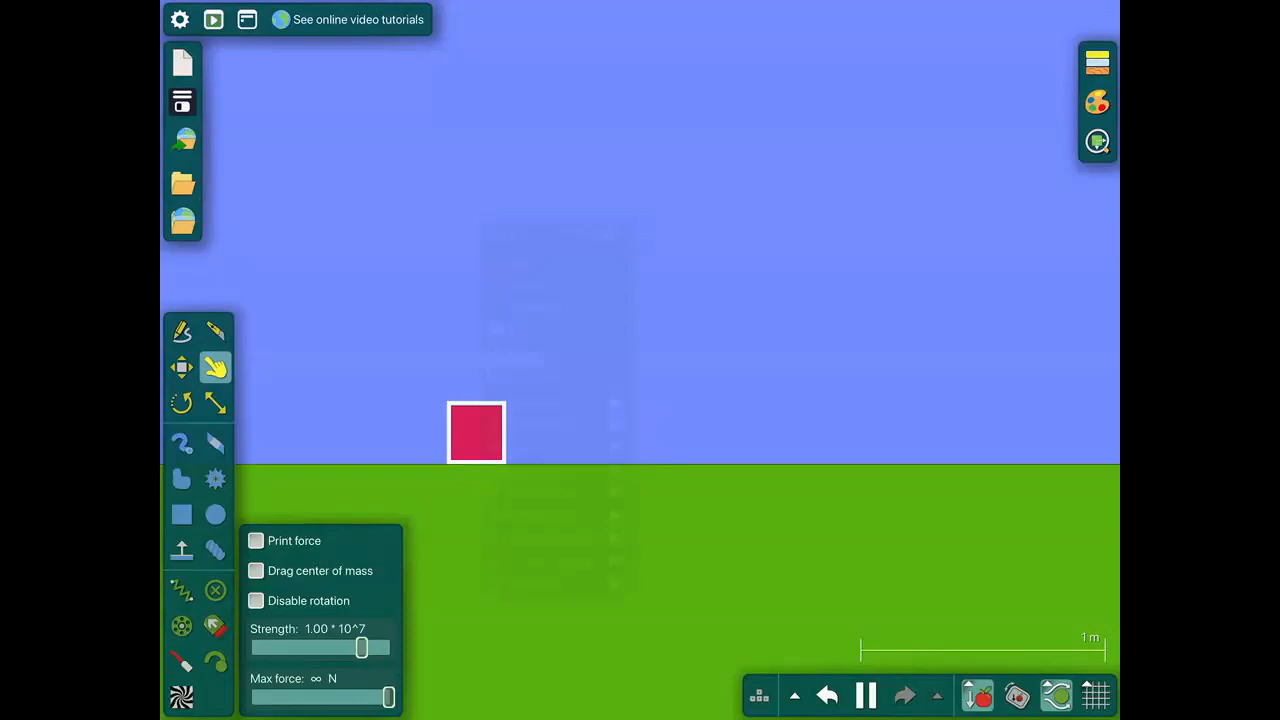 See online video tutorials
Print force
Drag center of mass
Disable rotation
Strength: 1.00 * 10^7
Max force: ∞ N
1 m